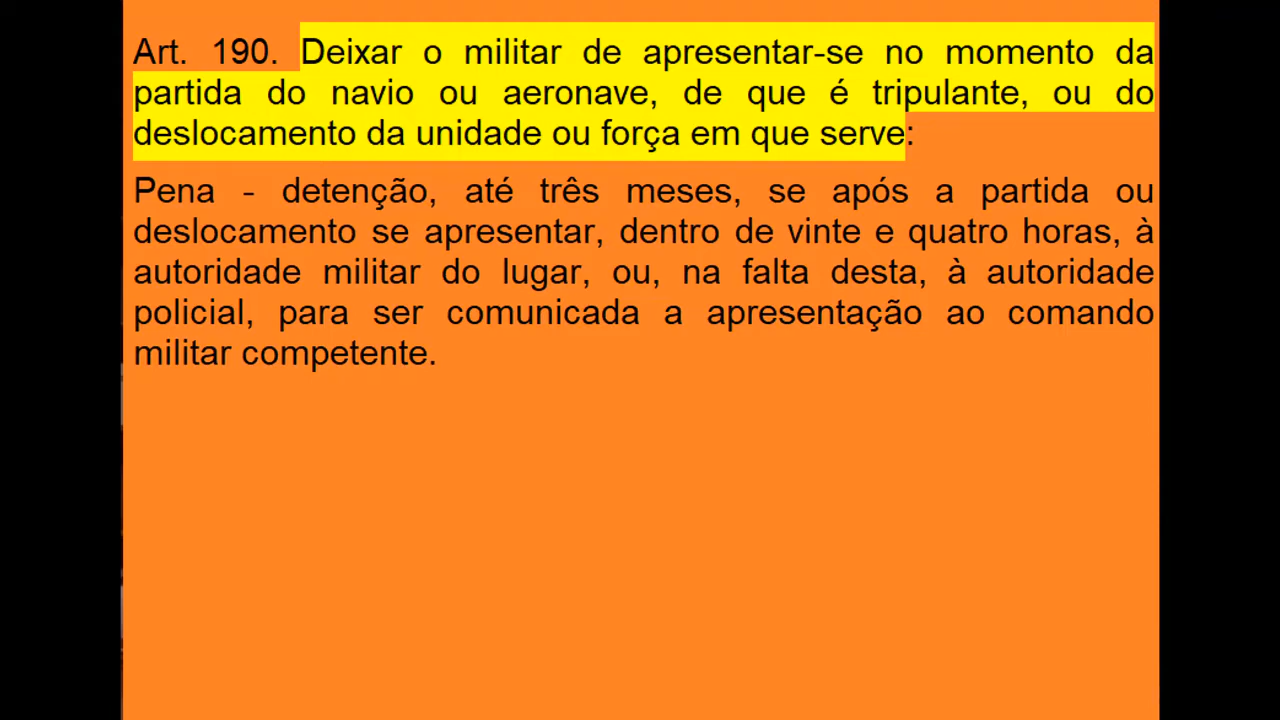 Art. 190. Deixar o militar de apresentar-se no momento da
partida do navio ou aeronave, de que é tripulante, ou do
deslocamento da unidade ou força em que serve:
Pena - detenção, até três meses, se após a partida ou
deslocamento se apresentar, dentro de vinte e quatro horas, à
autoridade militar do lugar, ou, na falta desta, à autoridade
policial, para ser comunicada a apresentação ao comando
militar competente.